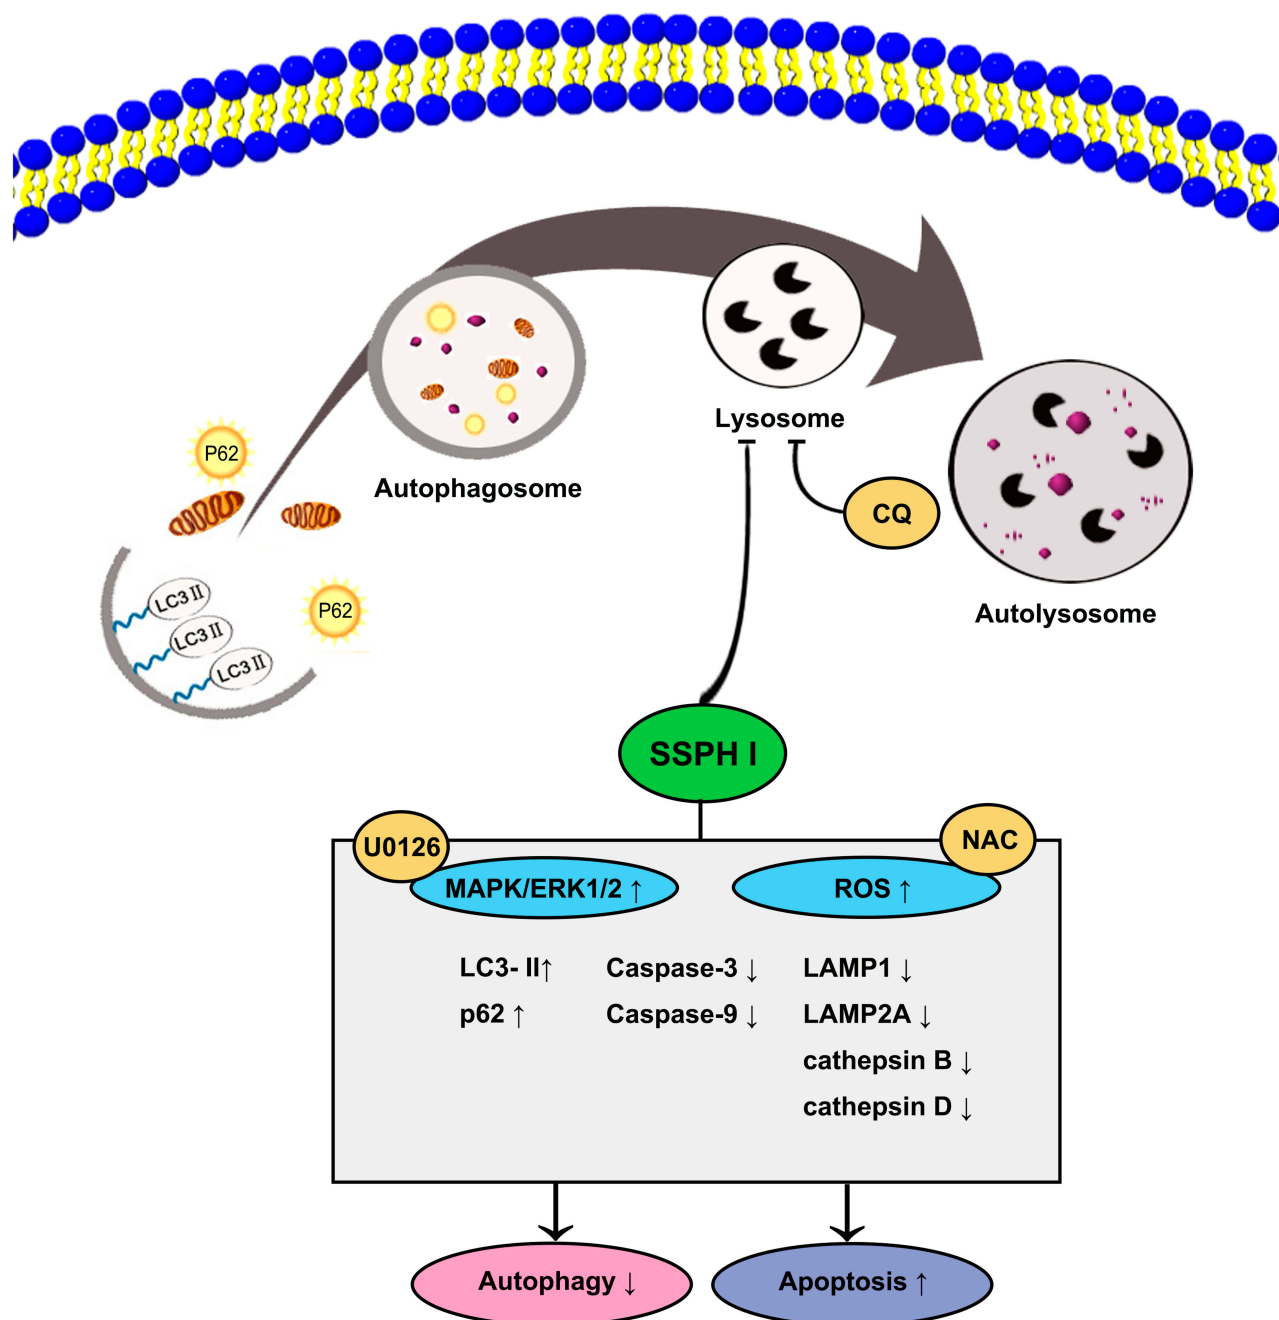 Lysosome
P62
Autophagosome
CQ
LC3 II
P62
LC3 II
LC3 II
Autolysosome
SSPH I
U0126
NAC
MAPK/ERK1/2 ↑
ROS ↑
LC3- II↑
Caspase-3 ↓
LAMP1 ↓
p62 ↑
Caspase-9 ↓
LAMP2A ↓
cathepsin B ↓
cathepsin D ↓
Autophagy ↓
Apoptosis ↑